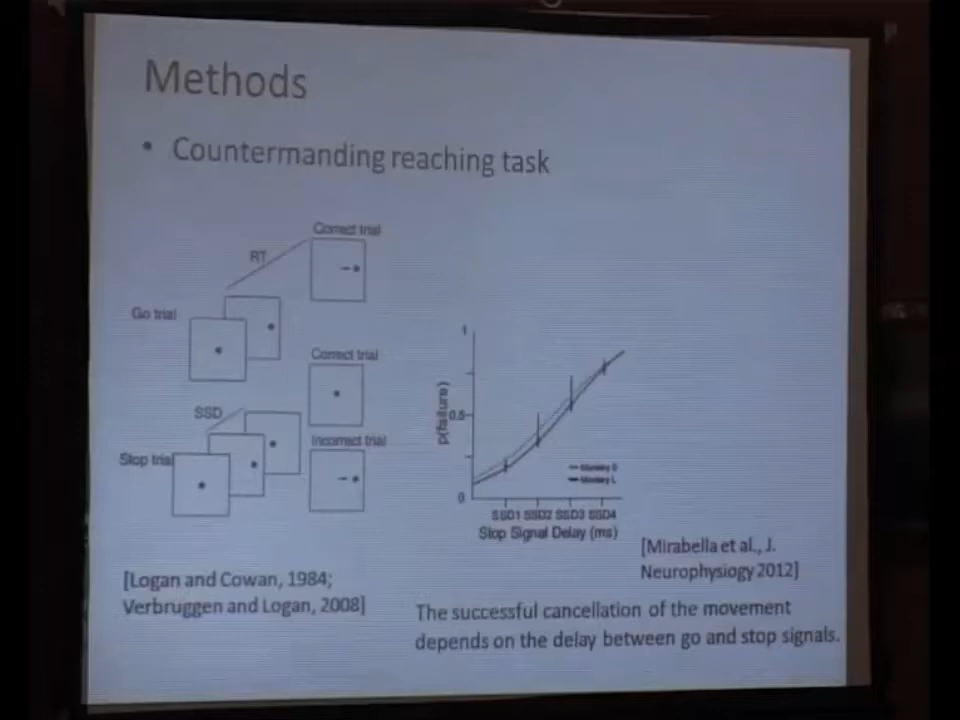 Methods
• Countermanding reaching task
Correct trial
RT
Go trial
Correct trial
SSD
Incorrect trial
Stop trial
1
p(failure)
0.5
0
Monkey L
SSD1 SSD2 SSD3 SSD4
Stop Signal Delay (ms)
[Mirabella et al., J.
Neurophysiogy 2012]
[Logan and Cowan, 1984;
Verbruggen and Logan, 2008]
The successful cancellation of the movement
depends on the delay between go and stop signals.